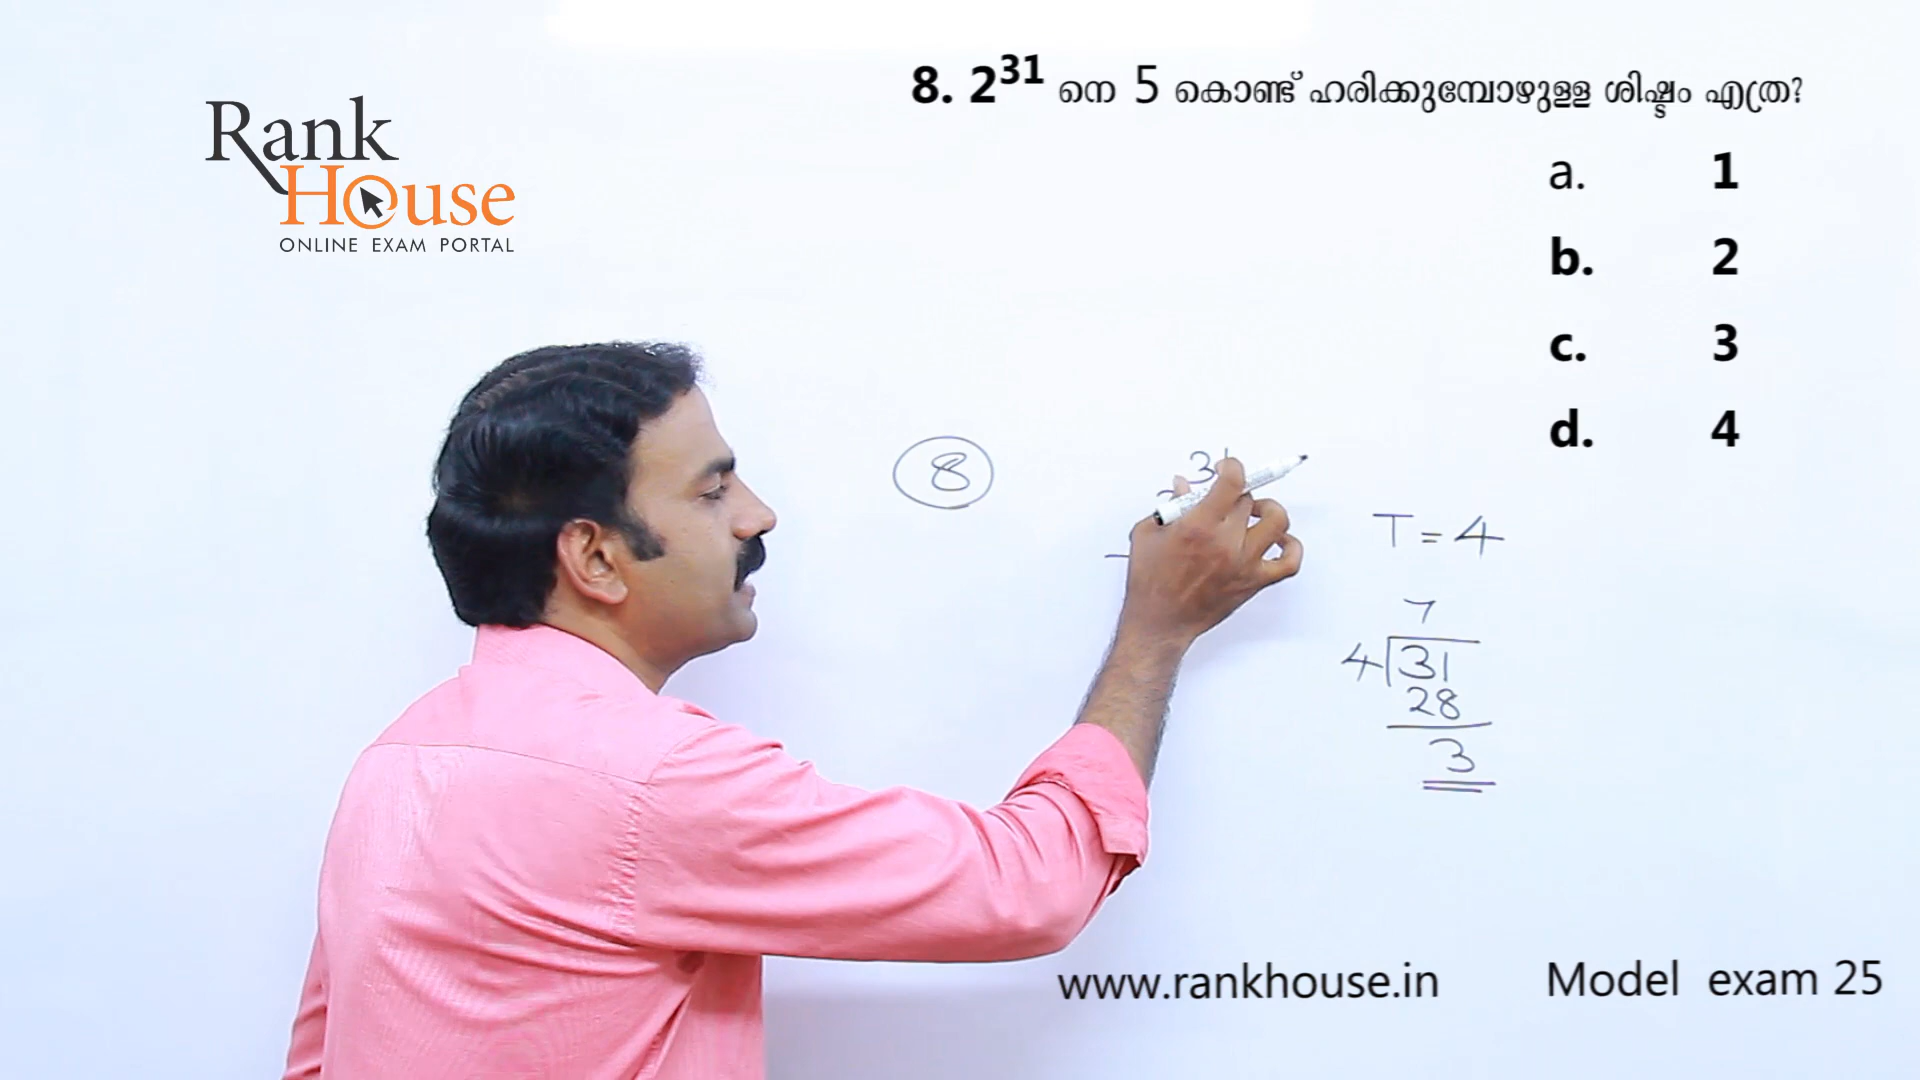 Rank
House
ONLINE EXAM PORTAL
8. 2³¹ നെ 5 കൊണ്ട് ഹരിക്കുമ്പോഴുള്ള ശിഷ്ടം എത്ര?
a. 1
b. 2
c. 3
d. 4
8
3
T = 4
7
4 31
28
3
www.rankhouse.in
Model exam 25